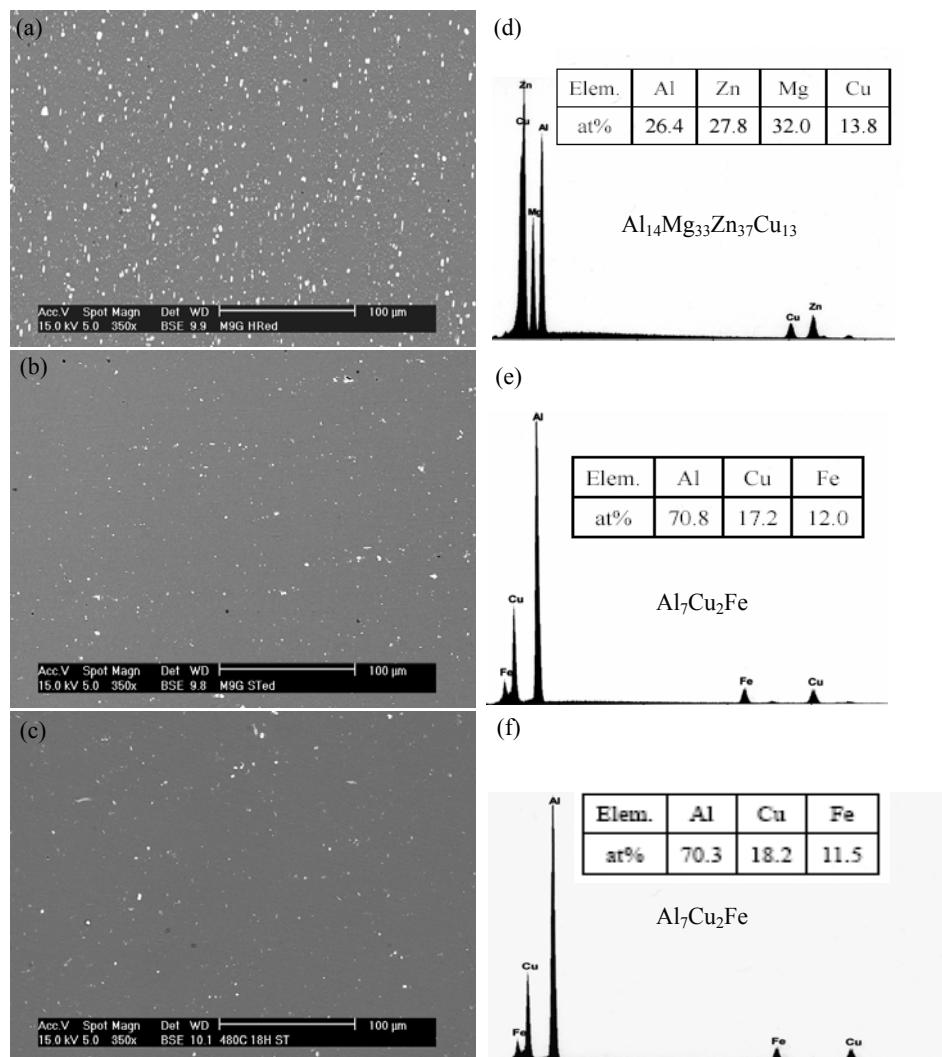 (a)
Acc.V Spot Magn Det WD 100 µm
15.0 kV 5.0 350x BSE 9.9 M9G HRed
(b)
Acc.V Spot Magn Det WD 100 µm
15.0 kV 5.0 350x BSE 9.8 M9G STed
(c)
Acc.V Spot Magn Det WD 100 µm
15.0 kV 5.0 350x BSE 10.1 480C 18H ST
(d)
Zn
Elem. Al Zn Mg Cu
at% 26.4 27.8 32.0 13.8
Cu
Al
Mg
Al₁₄Mg₃₃Zn₃₇Cu₁₃
Zn
Cu
(e)
Al
Elem. Al Cu Fe
at% 70.8 17.2 12.0
Cu
Al₇Cu₂Fe
Fe
Fe
Cu
(f)
Al
Elem. Al Cu Fe
at% 70.3 18.2 11.5
Al₇Cu₂Fe
Cu
Fe
Fe
Cu